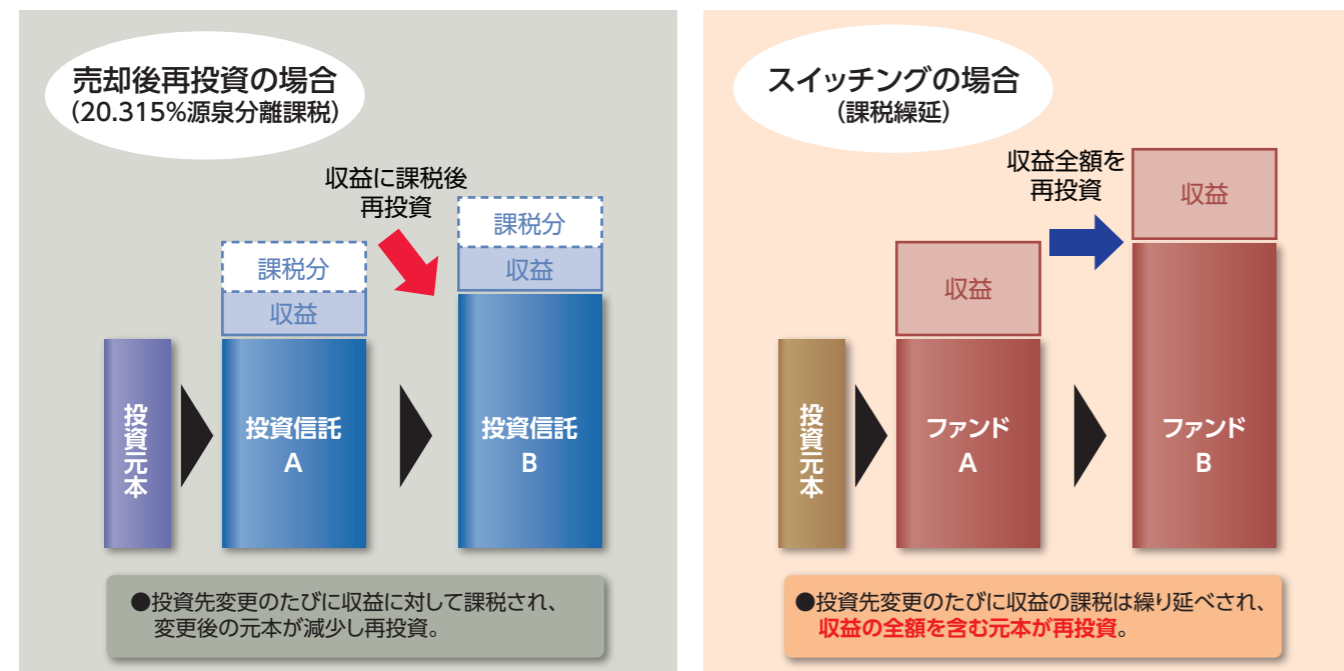 売却後再投資の場合
（20.315%源泉分離課税）
収益に課税後
再投資
課税分
収益
課税分
収益
投資元本
投資信託
A
投資信託
B
●投資先変更のたびに収益に対して課税され、
変更後の元本が減少し再投資。
スイッチングの場合
（課税繰延）
収益全額を
再投資
収益
収益
投資元本
ファンド
A
ファンド
B
●投資先変更のたびに収益の課税は繰り延べされ、
収益の全額を含む元本が再投資。